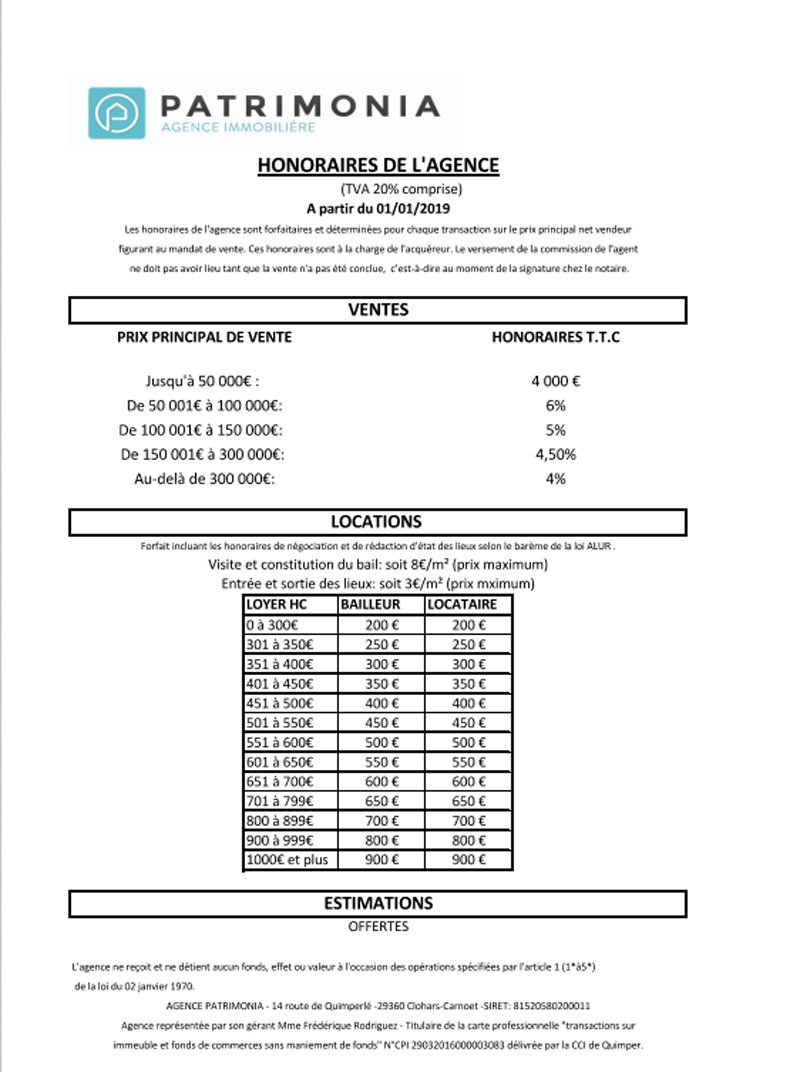 PATRIMONIA
AGENCE IMMOBILIÈRE
HONORAIRES DE L'AGENCE
(TVA 20% comprise)
A partir du 01/01/2019
Les honoraires de l'agence sont forfaitaires et déterminées pour chaque transaction sur le prix principal net vendeur
figurant au mandat de vente. Ces honoraires sont à la charge de l'acquéreur. Le versement de la commission de l'agent
ne doit pas avoir lieu tant que la vente n'a pas été conclue, c'est-à-dire au moment de la signature chez le notaire.
VENTES
PRIX PRINCIPAL DE VENTE HONORAIRES T.T.C
Jusqu'à 50 000€ : 4 000 €
De 50 001€ à 100 000€: 6%
De 100 001€ à 150 000€: 5%
De 150 001€ à 300 000€: 4,50%
Au-delà de 300 000€: 4%
LOCATIONS
Forfait incluant les honoraires de négociation et de rédaction d'état des lieux selon le barème de la loi ALUR .
Visite et constitution du bail: soit 8€/m² (prix maximum)
Entrée et sortie des lieux: soit 3€/m² (prix mximum)
LOYER HC BAILLEUR LOCATAIRE
0 à 300€ 200 € 200 €
301 à 350€ 250 € 250 €
351 à 400€ 300 € 300 €
401 à 450€ 350 € 350 €
451 à 500€ 400 € 400 €
501 à 550€ 450 € 450 €
551 à 600€ 500 € 500 €
601 à 650€ 550 € 550 €
651 à 700€ 600 € 600 €
701 à 799€ 650 € 650 €
800 à 899€ 700 € 700 €
900 à 999€ 800 € 800 €
1000€ et plus 900 € 900 €
ESTIMATIONS
OFFERTES
L'agence ne reçoit et ne détient aucun fonds, effet ou valeur à l'occasion des opérations spécifiées par l'article 1 (1°à5°)
de la loi du 02 janvier 1970.
AGENCE PATRIMONIA - 14 route de Quimperlé -29360 Clohars-Carnoet -SIRET: 81520580200011
Agence représentée par son gérant Mme Frédérique Rodriguez - Titulaire de la carte professionnelle "transactions sur
immeuble et fonds de commerces sans maniement de fonds" N°CPI 29032016000003083 délivrée par la CCI de Quimper.